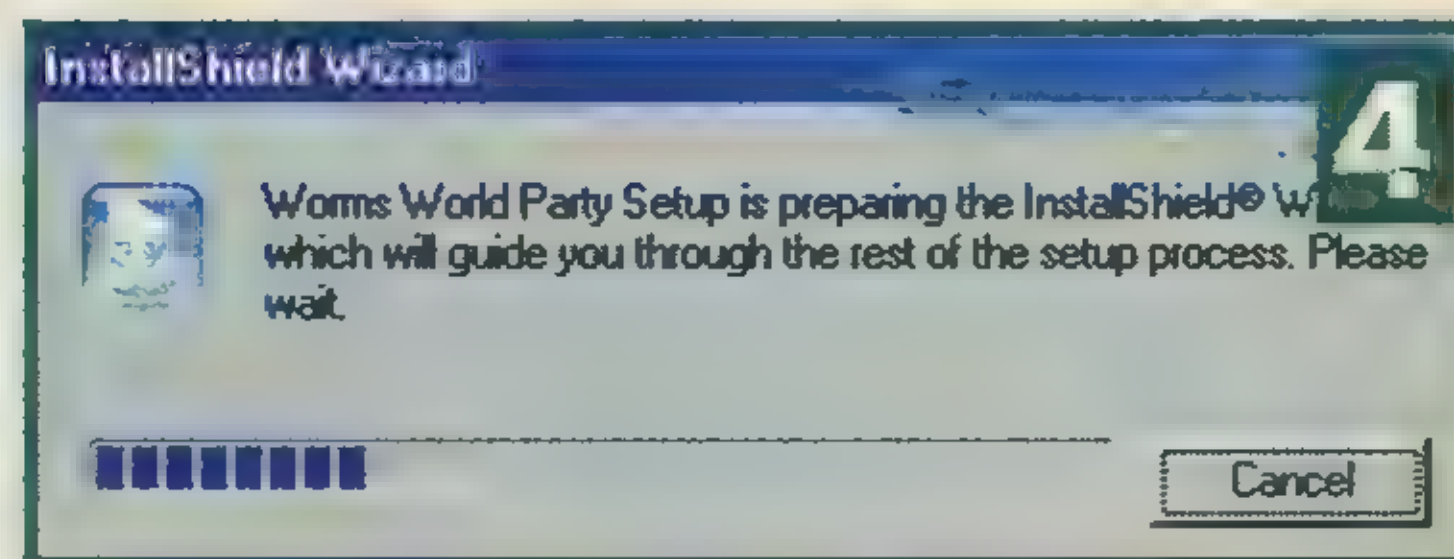 InstallShield Wizard
4
Worms World Party Setup is preparing the InstallShield® W
which will guide you through the rest of the setup process. Please
wait.
Cancel